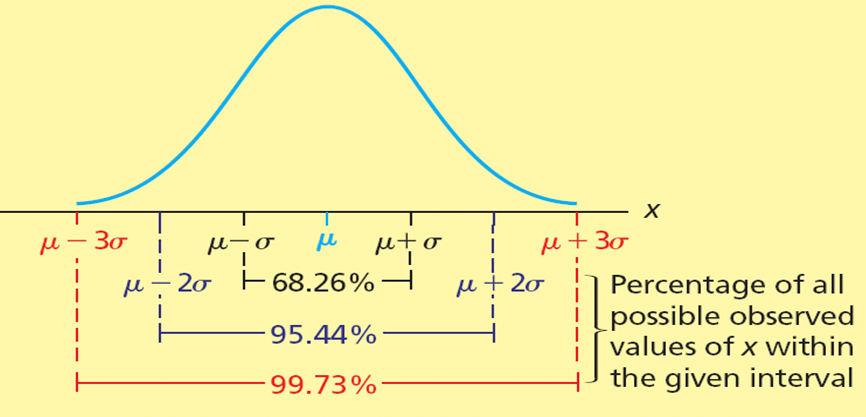 x
μ − 3σ μ− σ μ μ+ σ μ + 3σ
μ − 2σ 68.26% μ + 2σ
95.44%
99.73%
Percentage of all
possible observed
values of x within
the given interval